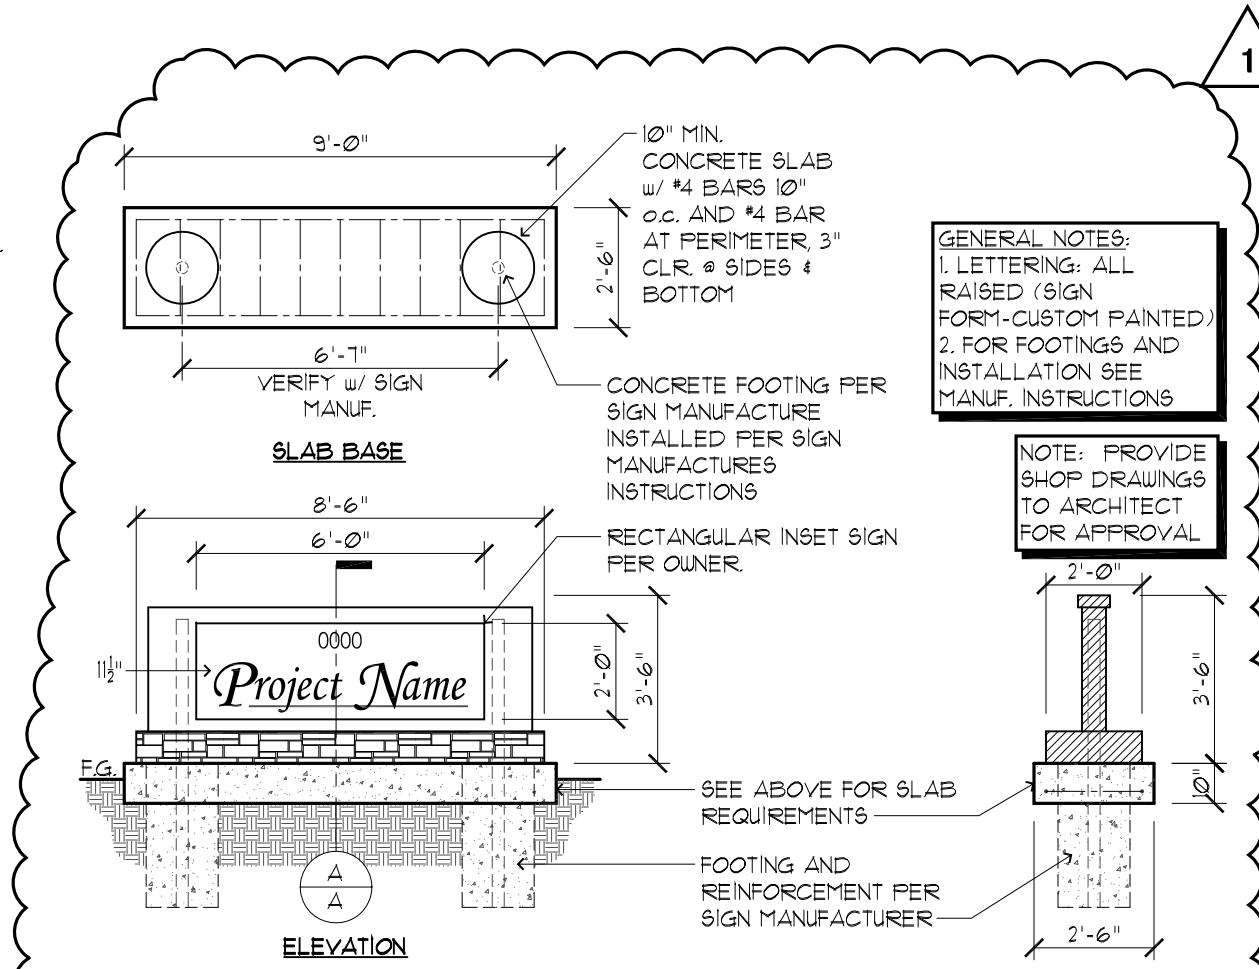 1
9'-0"
10" MIN.
CONCRETE SLAB
w/ #4 BARS 10"
o.c. AND #4 BAR
AT PERIMETER, 3"
CLR. @ SIDES &
BOTTOM
2'-6"
1
1
6'-7"
VERIFY w/ SIGN
MANUF.
SLAB BASE
CONCRETE FOOTING PER
SIGN MANUFACTURE
INSTALLED PER SIGN
MANUFACTURES
INSTRUCTIONS
GENERAL NOTES:
1. LETTERING: ALL
RAISED (SIGN
FORM-CUSTOM PAINTED)
2. FOR FOOTINGS AND
INSTALLATION SEE
MANUF. INSTRUCTIONS
NOTE: PROVIDE
SHOP DRAWINGS
TO ARCHITECT
FOR APPROVAL
8'-6"
6'-0"
RECTANGULAR INSET SIGN
PER OWNER.
0000
Project Name
11½"
2'-0"
3'-6"
F.G.
SEE ABOVE FOR SLAB
REQUIREMENTS
FOOTING AND
REINFORCEMENT PER
SIGN MANUFACTURER
A
A
ELEVATION
2'-0"
3'-6"
10"
2'-6"